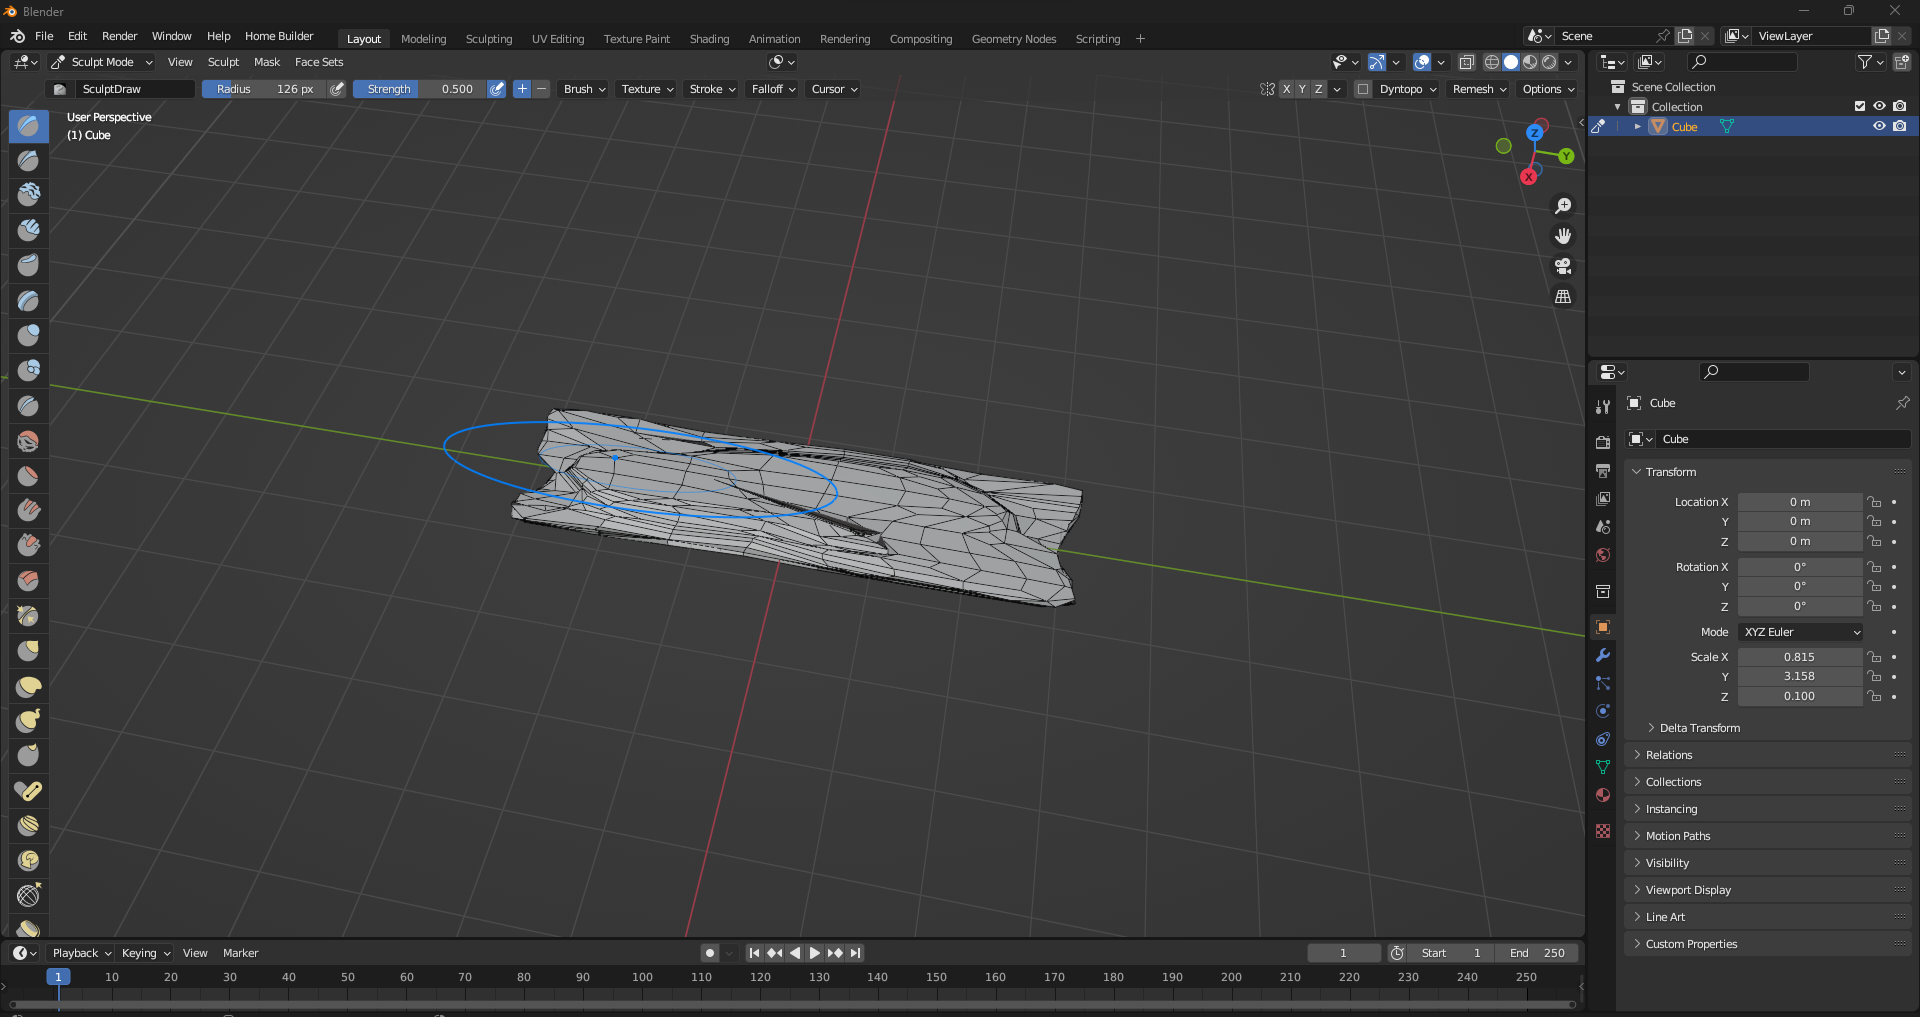 Blender
File Edit Render Window Help Home Builder
Layout Modeling Sculpting UV Editing Texture Paint Shading Animation Rendering Compositing Geometry Nodes Scripting +
Scene
ViewLayer
Sculpt Mode View Sculpt Mask Face Sets
SculptDraw Radius 126 px Strength 0.500 + − Brush Texture Stroke Falloff Cursor
X Y Z Dyntopo Remesh Options
User Perspective
(1) Cube
Z
Y
X
Scene Collection
Collection
Cube
Cube
Cube
Transform
Location X 0 m
Y 0 m
Z 0 m
Rotation X 0°
Y 0°
Z 0°
Mode XYZ Euler
Scale X 0.815
Y 3.158
Z 0.100
Delta Transform
Relations
Collections
Instancing
Motion Paths
Visibility
Viewport Display
Line Art
Custom Properties
Playback Keying View Marker
1 Start 1 End 250
1 10 20 30 40 50 60 70 80 90 100 110 120 130 140 150 160 170 180 190 200 210 220 230 240 250